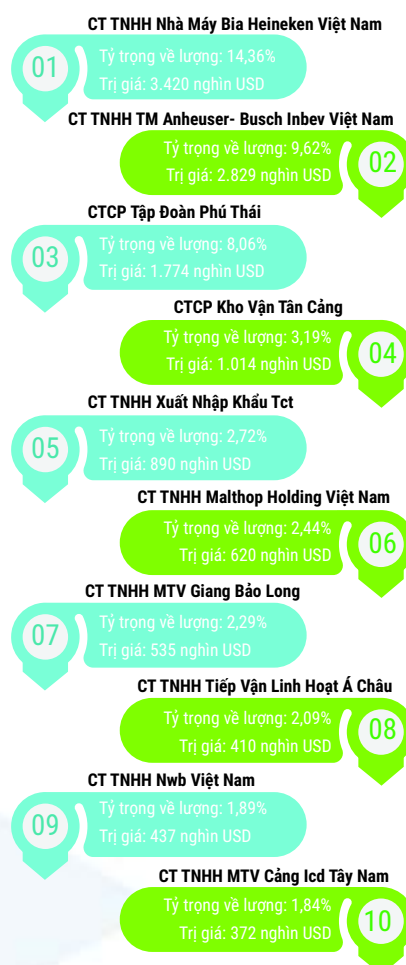 CT TNHH Nhà Máy Bia Heineken Việt Nam
01
Tỷ trọng về lượng: 14,36%
Trị giá: 3.420 nghìn USD
CT TNHH TM Anheuser- Busch Inbev Việt Nam
Tỷ trọng về lượng: 9,62%
Trị giá: 2.829 nghìn USD
02
CTCP Tập Đoàn Phú Thái
03
Tỷ trọng về lượng: 8,06%
Trị giá: 1.774 nghìn USD
CTCP Kho Vận Tân Cảng
Tỷ trọng về lượng: 3,19%
Trị giá: 1.014 nghìn USD
04
CT TNHH Xuất Nhập Khẩu Tct
05
Tỷ trọng về lượng: 2,72%
Trị giá: 890 nghìn USD
CT TNHH Malthop Holding Việt Nam
Tỷ trọng về lượng: 2,44%
Trị giá: 620 nghìn USD
06
CT TNHH MTV Giang Bảo Long
07
Tỷ trọng về lượng: 2,29%
Trị giá: 535 nghìn USD
CT TNHH Tiếp Vận Linh Hoạt Á Châu
Tỷ trọng về lượng: 2,09%
Trị giá: 410 nghìn USD
08
CT TNHH Nwb Việt Nam
09
Tỷ trọng về lượng: 1,89%
Trị giá: 437 nghìn USD
CT TNHH MTV Cảng Icd Tây Nam
Tỷ trọng về lượng: 1,84%
Trị giá: 372 nghìn USD
10